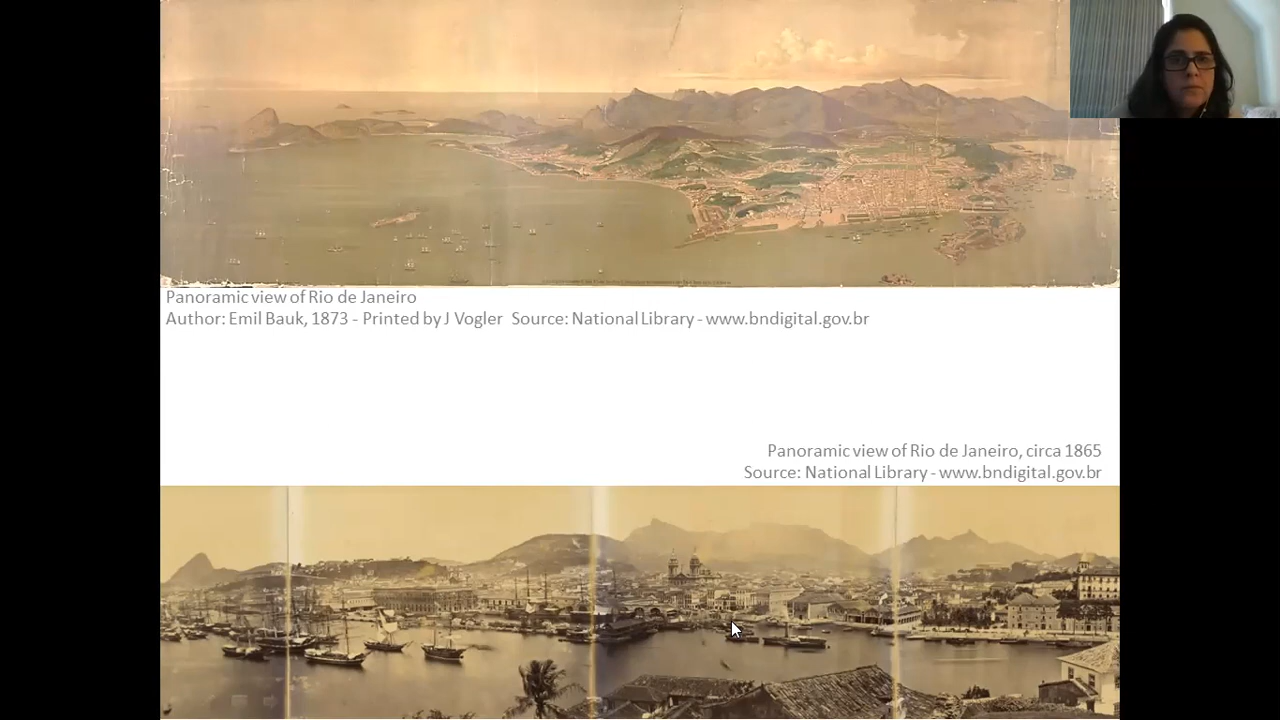 Panoramic view of Rio de Janeiro
Author: Emil Bauk, 1873 - Printed by J Vogler  Source: National Library - www.bndigital.gov.br
Panoramic view of Rio de Janeiro, circa 1865
Source: National Library - www.bndigital.gov.br